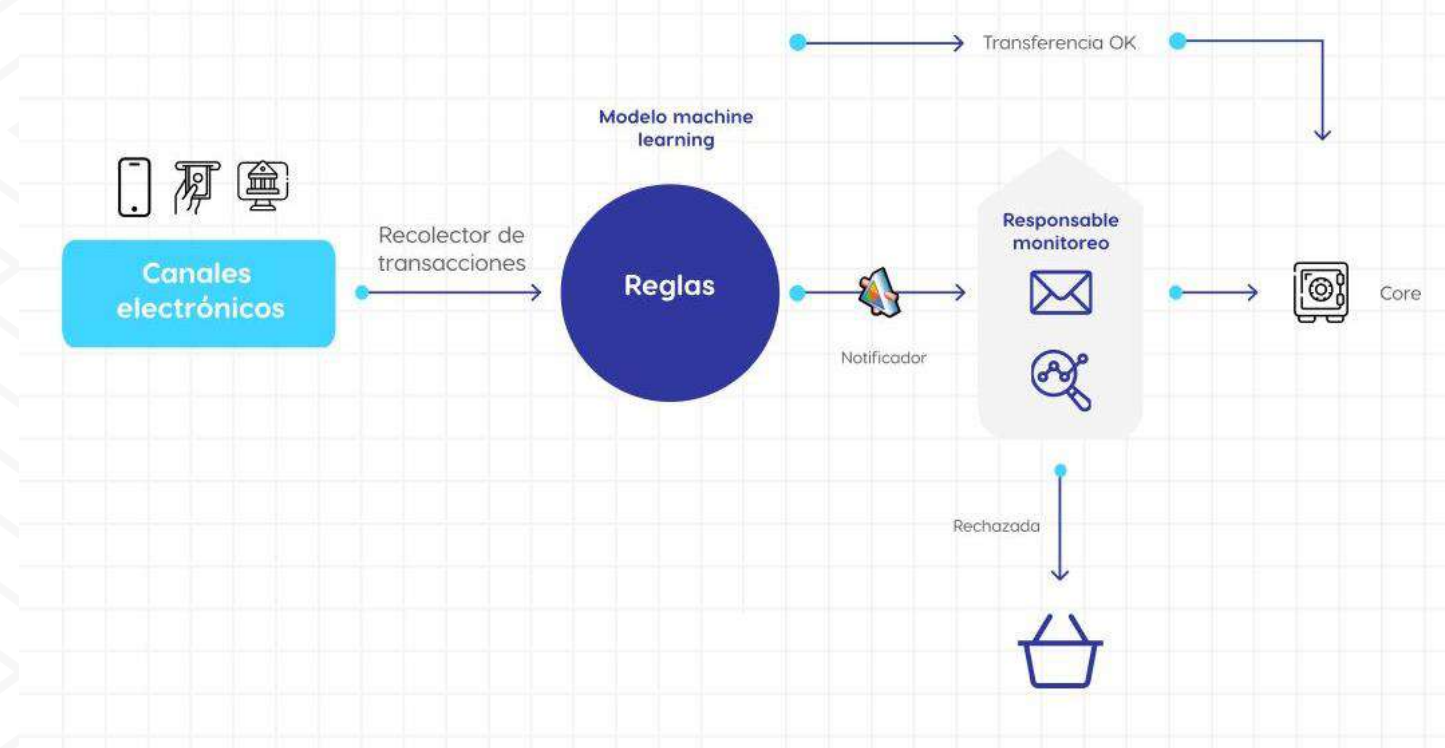 Transferencia OK
Modelo machine
learning
Canales
electrónicos
Recolector de
transacciones
Reglas
Notificador
Responsable
monitoreo
Core
Rechazada